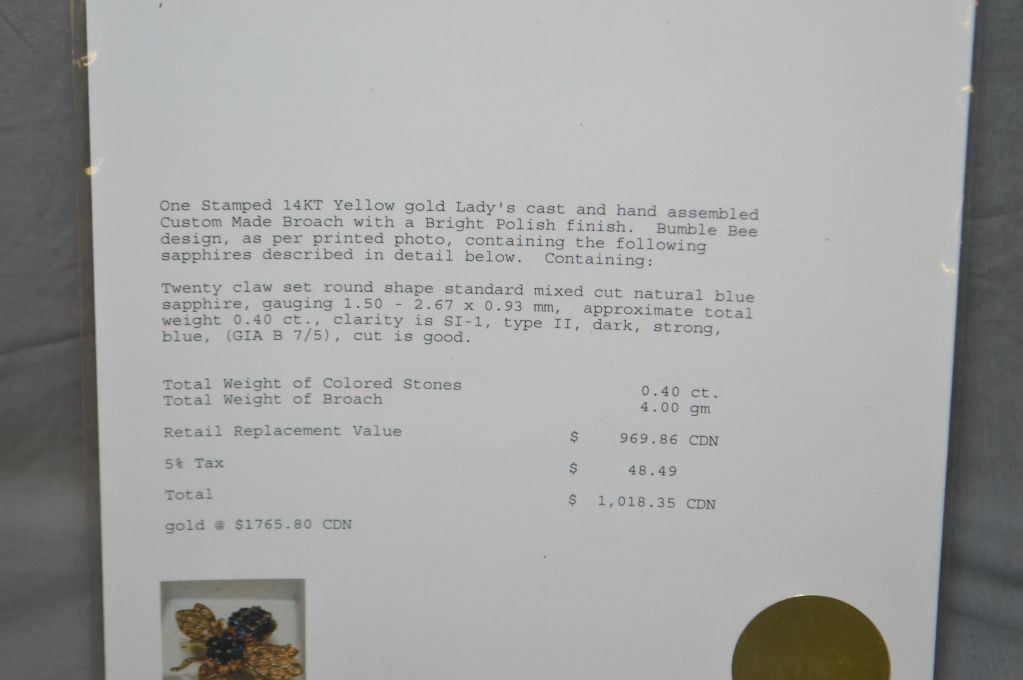 One Stamped 14KT Yellow gold Lady's cast and hand assembled
Custom Made Broach with a Bright Polish finish.  Bumble Bee
design, as per printed photo, containing the following
sapphires described in detail below.  Containing:
Twenty claw set round shape standard mixed cut natural blue
sapphire, gauging 1.50 - 2.67 x 0.93 mm,  approximate total
weight 0.40 ct., clarity is SI-1, type II, dark, strong,
blue, (GIA B 7/5), cut is good.
Total Weight of Colored Stones 0.40 ct.
Total Weight of Broach 4.00 gm
Retail Replacement Value $ 969.86 CDN
5% Tax $ 48.49
Total $ 1,018.35 CDN
gold @ $1765.80 CDN